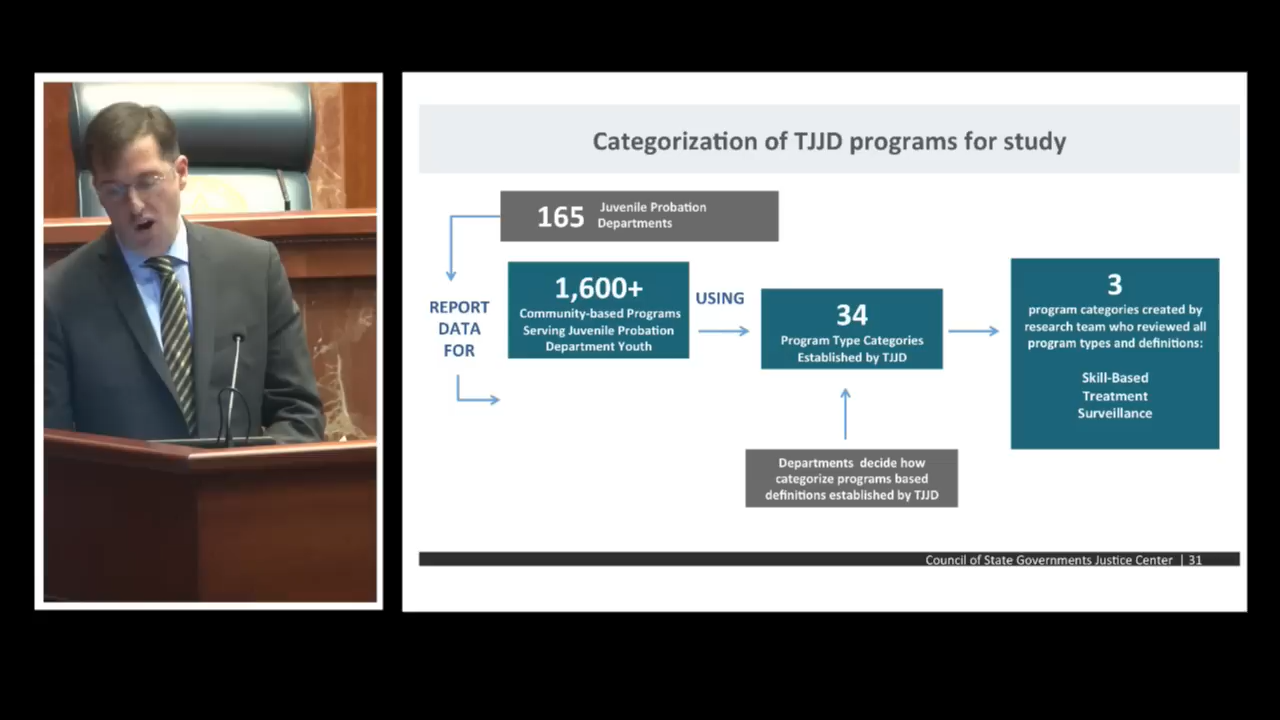 Categorization of TJJD programs for study
165
Juvenile Probation
Departments
REPORT
DATA
FOR
1,600+
Community-based Programs
Serving Juvenile Probation
Department Youth
USING
34
Program Type Categories
Established by TJJD
Departments decide how
categorize programs based
definitions established by TJJD
3
program categories created by
research team who reviewed all
program types and definitions:
Skill-Based
Treatment
Surveillance
Council of State Governments Justice Center | 31